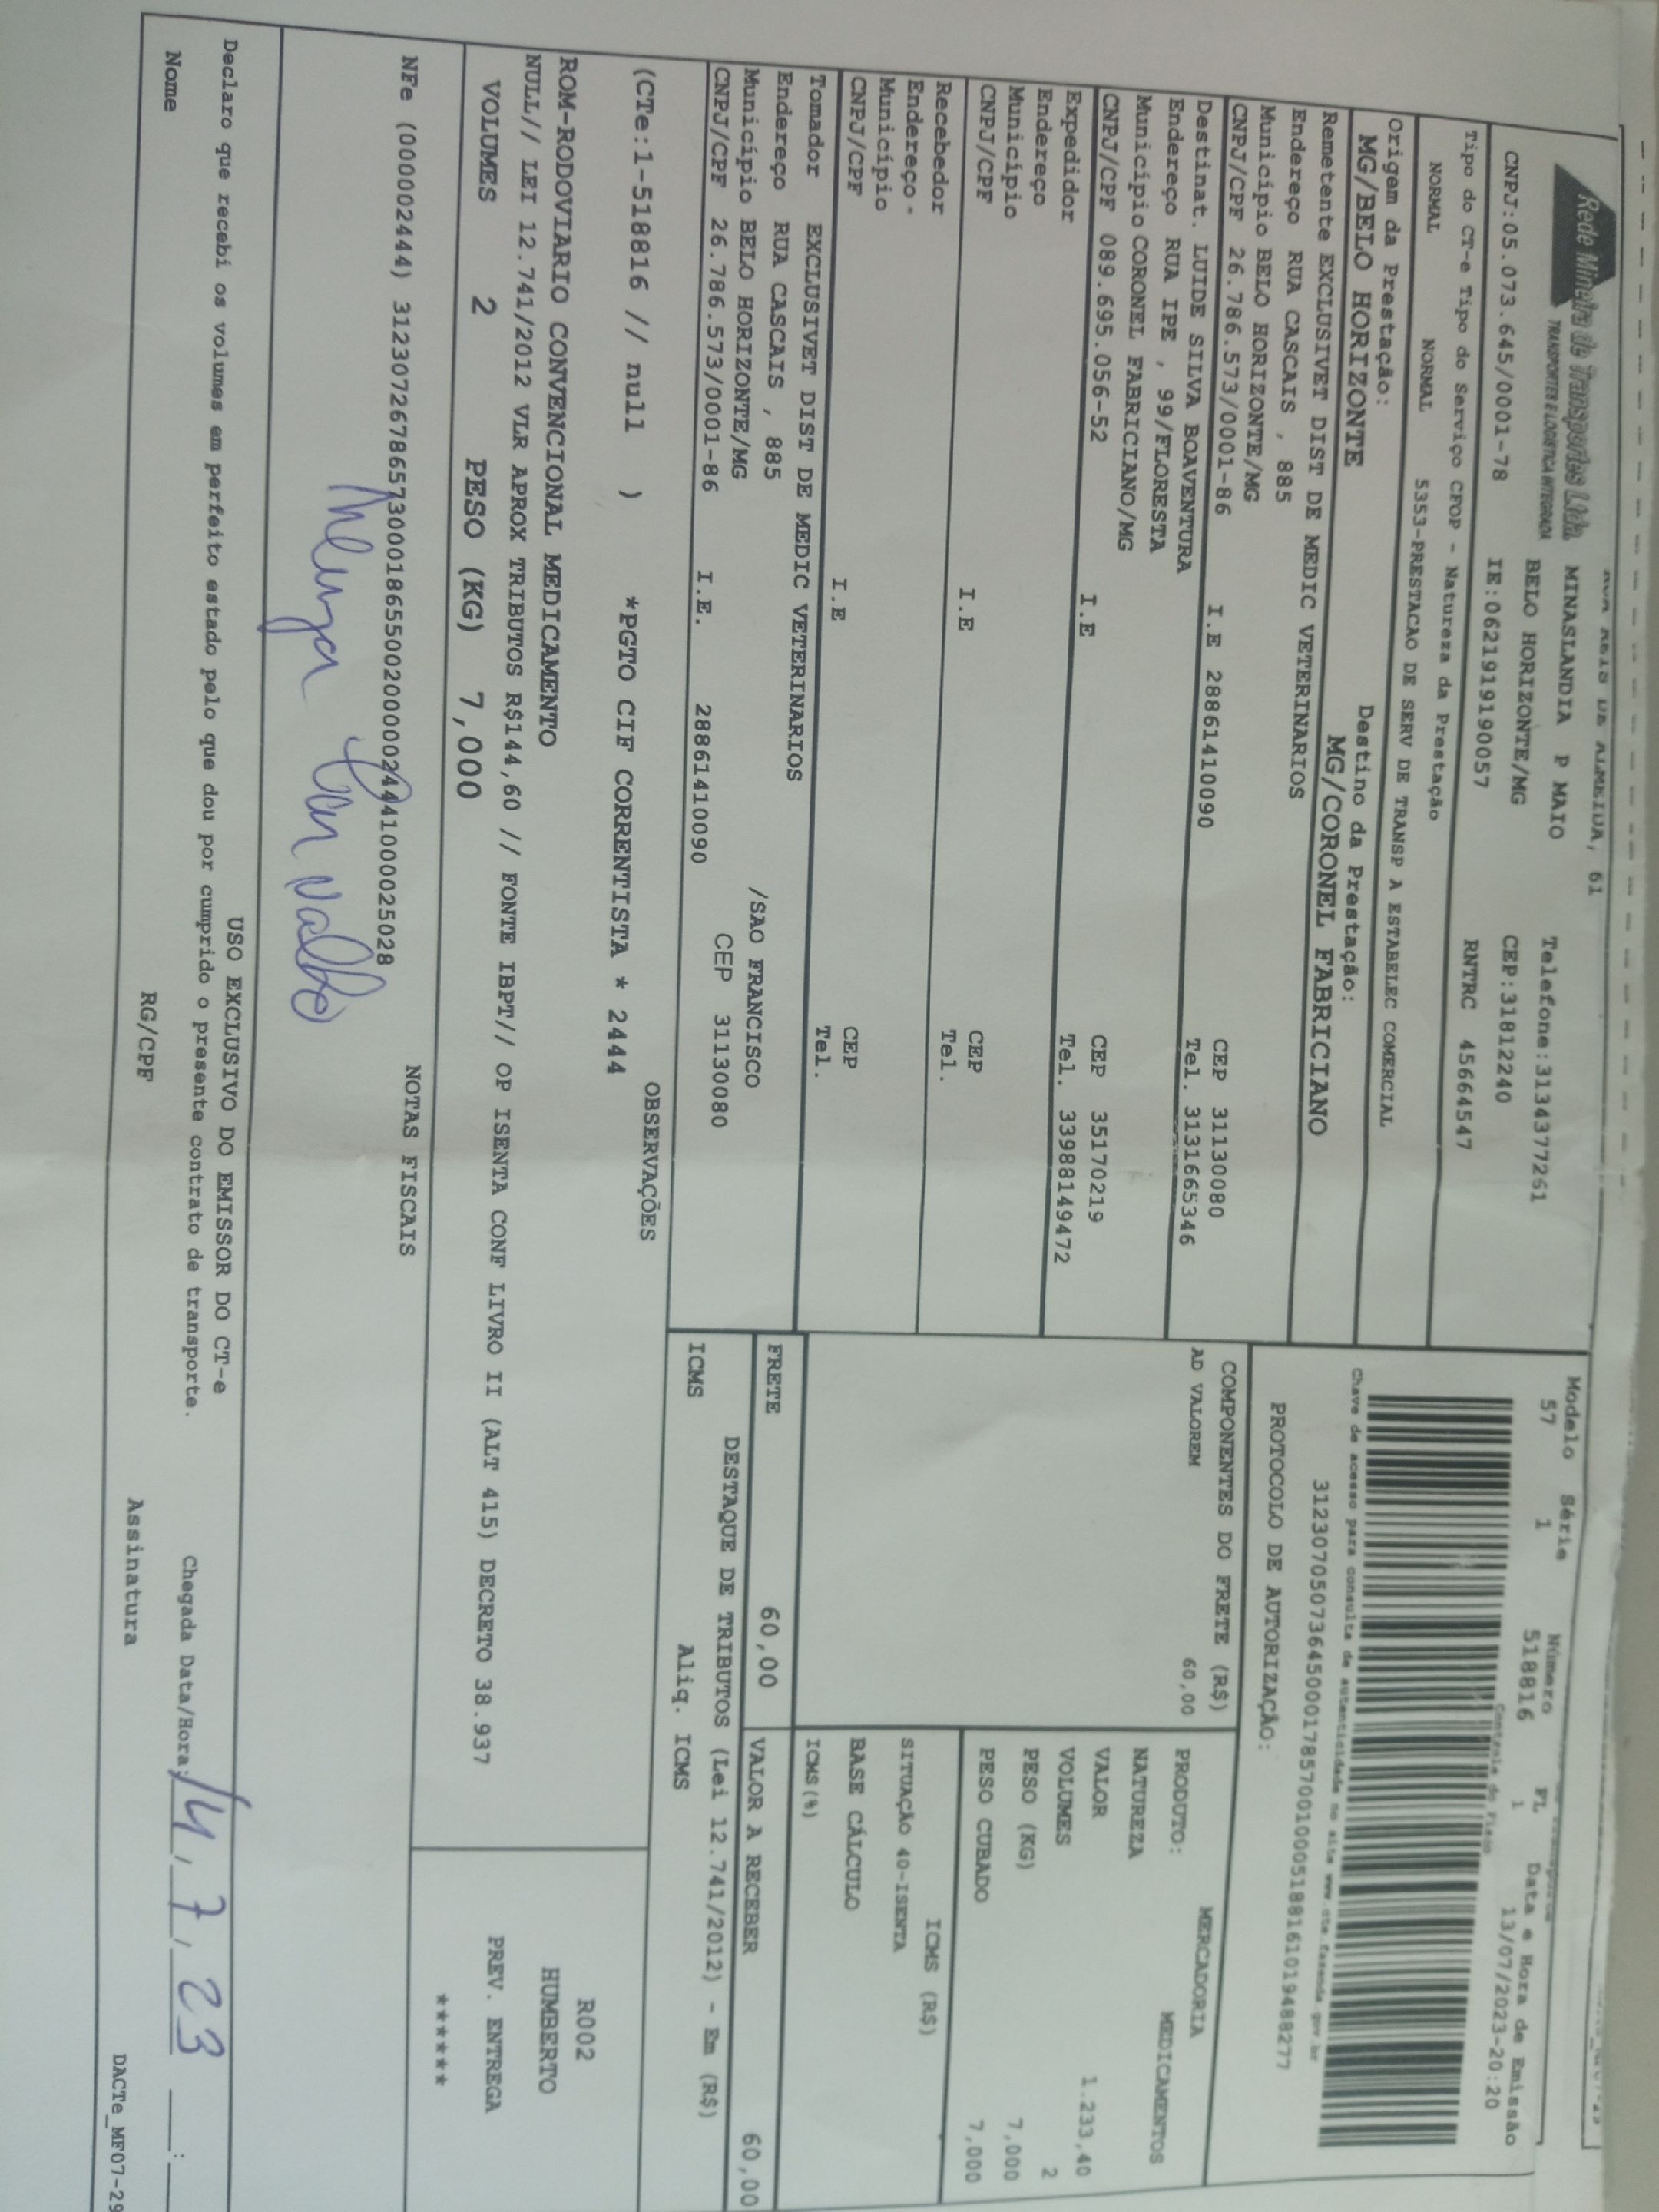 RUA ASIS DE ALMEIDA, 61
Rede Mineira de Transportes Ltda.
TRANSPORTES E LOGISTICA INTEGRADA
MINASLANDIA P MAIO
Telefone:3134377261
BELO HORIZONTE/MG
CEP:31812240
CNPJ:05.073.645/0001-78
IE:0621919190057
RNTRC 45664547
Modelo Série Número FL Data e Hora de Emissão
57 1 518816 1 13/07/2023-20:20
Controle do Fisco
Tipo do CT-e Tipo do Serviço CFOP - Natureza da Prestação
NORMAL NORMAL 5353-PRESTACAO DE SERV DE TRANSP A ESTABELEC COMERCIAL
Chave de acesso para consulta de autenticidade no site www.cte.fazenda.gov.br
31230705073645000178570010005188161019488277
PROTOCOLO DE AUTORIZAÇÃO:
Origem da Prestação:
MG/BELO HORIZONTE
Destino da Prestação:
MG/CORONEL FABRICIANO
Remetente EXCLUSIVET DIST DE MEDIC VETERINARIOS
Endereço RUA CASCAIS , 885
Município BELO HORIZONTE/MG
CEP 31130080
CNPJ/CPF 26.786.573/0001-86 I.E 28861410090
Tel. 3131665346
Destinat. LUIDE SILVA BOAVENTURA
Endereço RUA IPE , 99/FLORESTA
Município CORONEL FABRICIANO/MG
CEP 35170219
CNPJ/CPF 089.695.056-52 I.E
Tel. 33988149472
Expedidor
Endereço
Município
CEP
CNPJ/CPF I.E
Tel.
Recebedor
Endereço -
Município
CEP
CNPJ/CPF I.E
Tel.
Tomador EXCLUSIVET DIST DE MEDIC VETERINARIOS
Endereço RUA CASCAIS , 885
/SAO FRANCISCO
Município BELO HORIZONTE/MG
CEP 31130080
CNPJ/CPF 26.786.573/0001-86 I.E. 28861410090
COMPONENTES DO FRETE (R$)
AD VALOREM 60,00
PRODUTO: MERCADORIA
NATUREZA MEDICAMENTOS
VALOR 1.233,40
VOLUMES 2
PESO (KG) 7,000
PESO CUBADO 7,000
ICMS (R$)
SITUAÇÃO 40-ISENTA
BASE CÁLCULO
ICMS(%)
FRETE 60,00
VALOR A RECEBER 60,00
DESTAQUE DE TRIBUTOS (Lei 12.741/2012) - Em (R$)
ICMS Aliq. ICMS
OBSERVAÇÕES
(CTe:1-518816 // null ) *PGTO CIF CORRENTISTA * 2444
ROM-RODOVIARIO CONVENCIONAL MEDICAMENTO
NULL// LEI 12.741/2012 VLR APROX TRIBUTOS R$144,60 // FONTE IBPT// OP ISENTA CONF LIVRO II (ALT 415) DECRETO 38.937
VOLUMES 2 PESO (KG) 7,000
R002
HUMBERTO
PREV. ENTREGA
******
NOTAS FISCAIS
NFe (000002444) 31230726786573000186550020000024441000025028
USO EXCLUSIVO DO EMISSOR DO CT-e
Declaro que recebi os volumes em perfeito estado pelo que dou por cumprido o presente contrato de transporte.
Chegada Data/Hora: 14, 7, 23 ___:
Nome RG/CPF Assinatura
DACTe_MF07-29